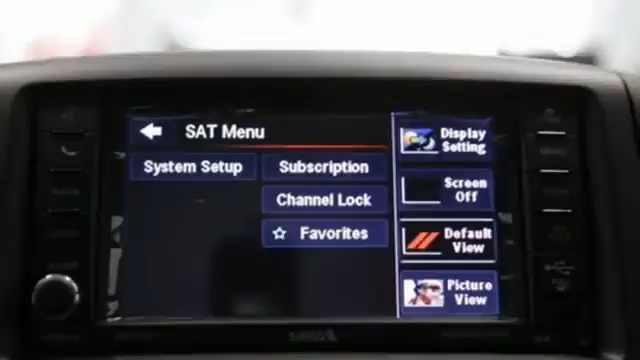 SAT Menu
System Setup
Subscription
Channel Lock
Favorites
Display
Setting
Screen
Off
Default
View
Picture
View